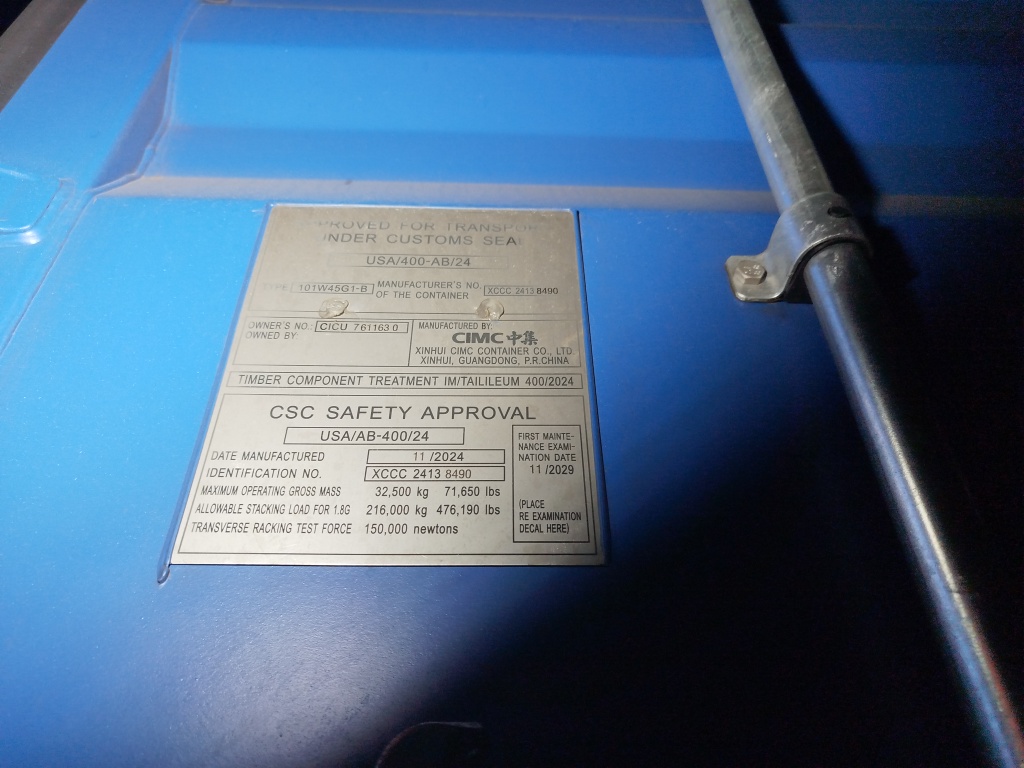 PROVED FOR TRANSPOR
UNDER CUSTOMS SEAL
USA/400-AB/24
TYPE 101W45G1-B MANUFACTURER'S NO. OF THE CONTAINER XCCC 2413 8490
OWNER'S NO.: CICU 761163 0
OWNED BY:
MANUFACTURED BY:
CIMC 中集
XINHUI CIMC CONTAINER CO., LTD
XINHUI, GUANGDONG, P.R.CHINA
TIMBER COMPONENT TREATMENT IM/TAILILEUM 400/2024
CSC SAFETY APPROVAL
USA/AB-400/24
DATE MANUFACTURED 11 /2024
IDENTIFICATION NO. XCCC 2413 8490
MAXIMUM OPERATING GROSS MASS 32,500 kg 71,650 lbs
ALLOWABLE STACKING LOAD FOR 1.8G 216,000 kg 476,190 lbs
TRANSVERSE RACKING TEST FORCE 150,000 newtons
FIRST MAINTE-
NANCE EXAMI-
NATION DATE
11 /2029
(PLACE
RE EXAMINATION
DECAL HERE)